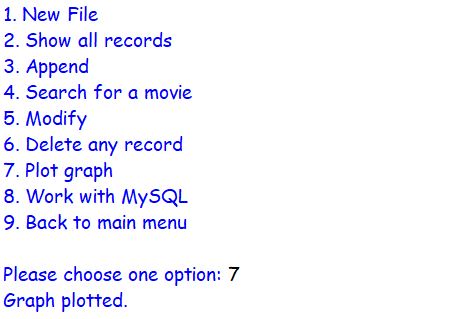 1. New File
2. Show all records
3. Append
4. Search for a movie
5. Modify
6. Delete any record
7. Plot graph
8. Work with MySQL
9. Back to main menu
Please choose one option: 7
Graph plotted.